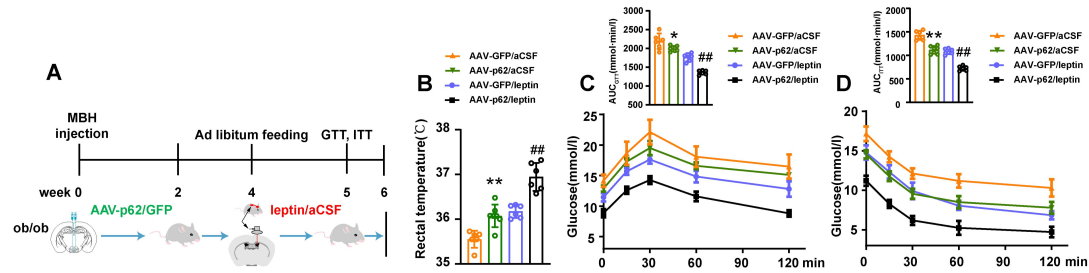 A
MBH
injection
Ad libitum feeding
GTT, ITT
week 0
2
4
5
6
AAV-p62/GFP
leptin/aCSF
ob/ob
B
AAV-GFP/aCSF
AAV-p62/aCSF
AAV-GFP/leptin
AAV-p62/leptin
Rectal temperature(℃)
38
37
36
35
**
##
C
AUCGTT(mmol·min/l)
3000
2500
2000
1500
1000
500
*
##
AAV-GFP/aCSF
AAV-p62/aCSF
AAV-GFP/leptin
AAV-p62/leptin
Glucose(mmol/l)
25
20
15
10
5
0
30
60
90
120 min
D
AUCITT(mmol·min/l)
2000
1500
1000
500
0
**
##
AAV-GFP/aCSF
AAV-p62/aCSF
AAV-GFP/leptin
AAV-p62/leptin
Glucose(mmol/l)
20
15
10
5
0
30
60
90
120 min